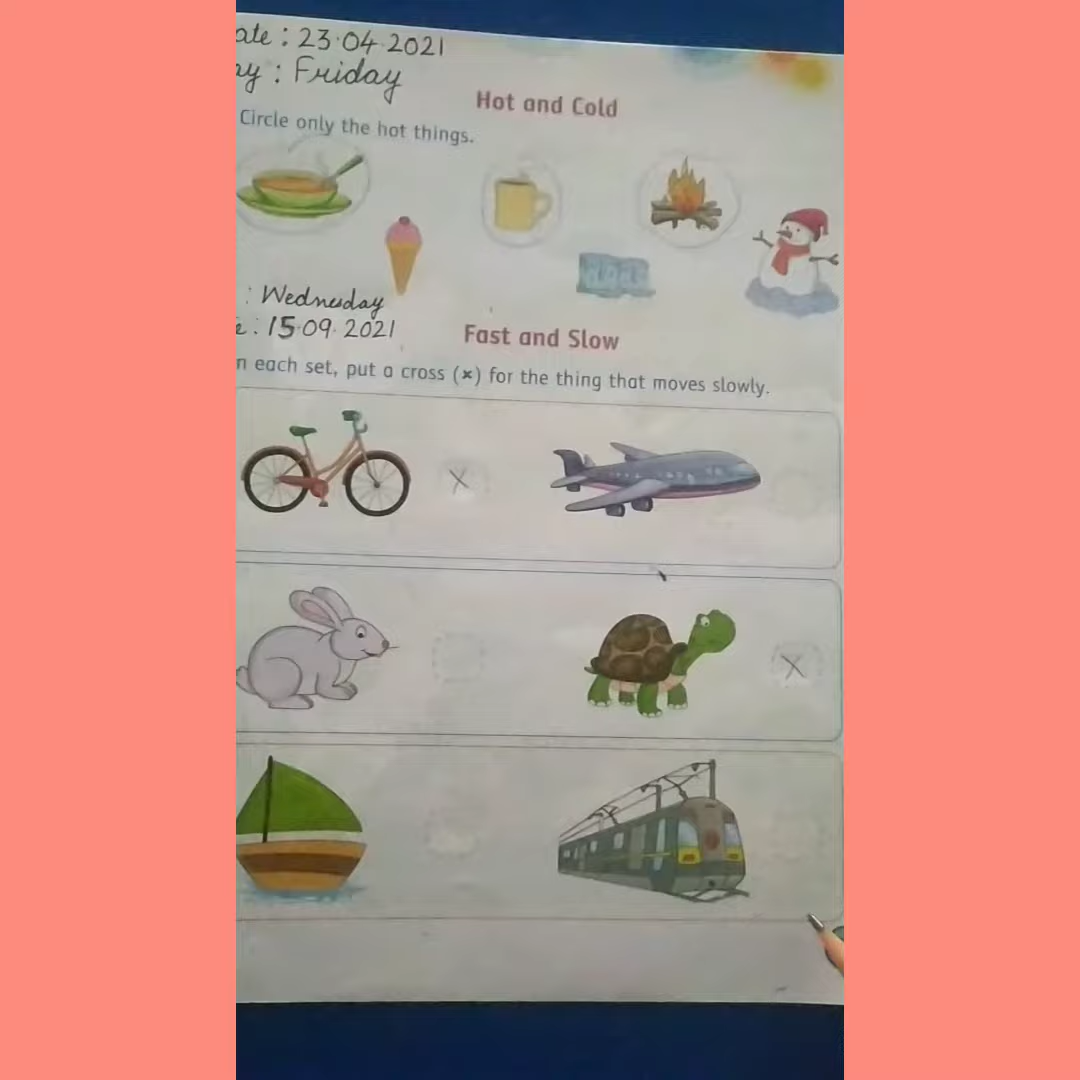 ate : 23.04.2021
ay : Friday
Hot and Cold
Circle only the hot things.
: Wednesday
e : 15.09.2021
Fast and Slow
n each set, put a cross (×) for the thing that moves slowly.
×
×